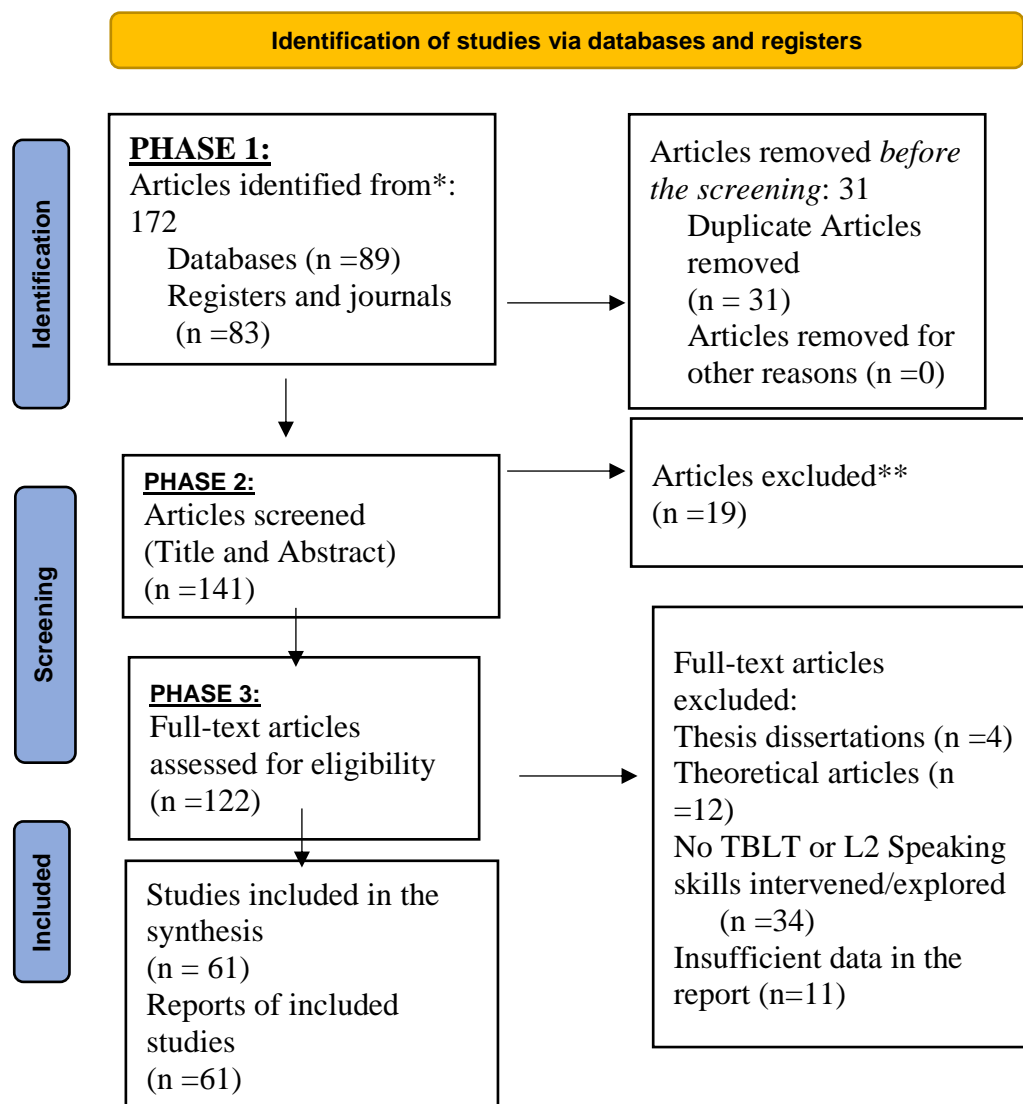 Identification of studies via databases and registers
Identification
PHASE 1:
Articles identified from*:
172
Databases (n =89)
Registers and journals
(n =83)
Articles removed before
the screening: 31
Duplicate Articles
removed
(n = 31)
Articles removed for
other reasons (n =0)
Screening
PHASE 2:
Articles screened
(Title and Abstract)
(n =141)
Articles excluded**
(n =19)
PHASE 3:
Full-text articles
assessed for eligibility
(n =122)
Full-text articles
excluded:
Thesis dissertations (n =4)
Theoretical articles (n
=12)
No TBLT or L2 Speaking
skills intervened/explored
(n =34)
Insufficient data in the
report (n=11)
Included
Studies included in the
synthesis
(n = 61)
Reports of included
studies
(n =61)